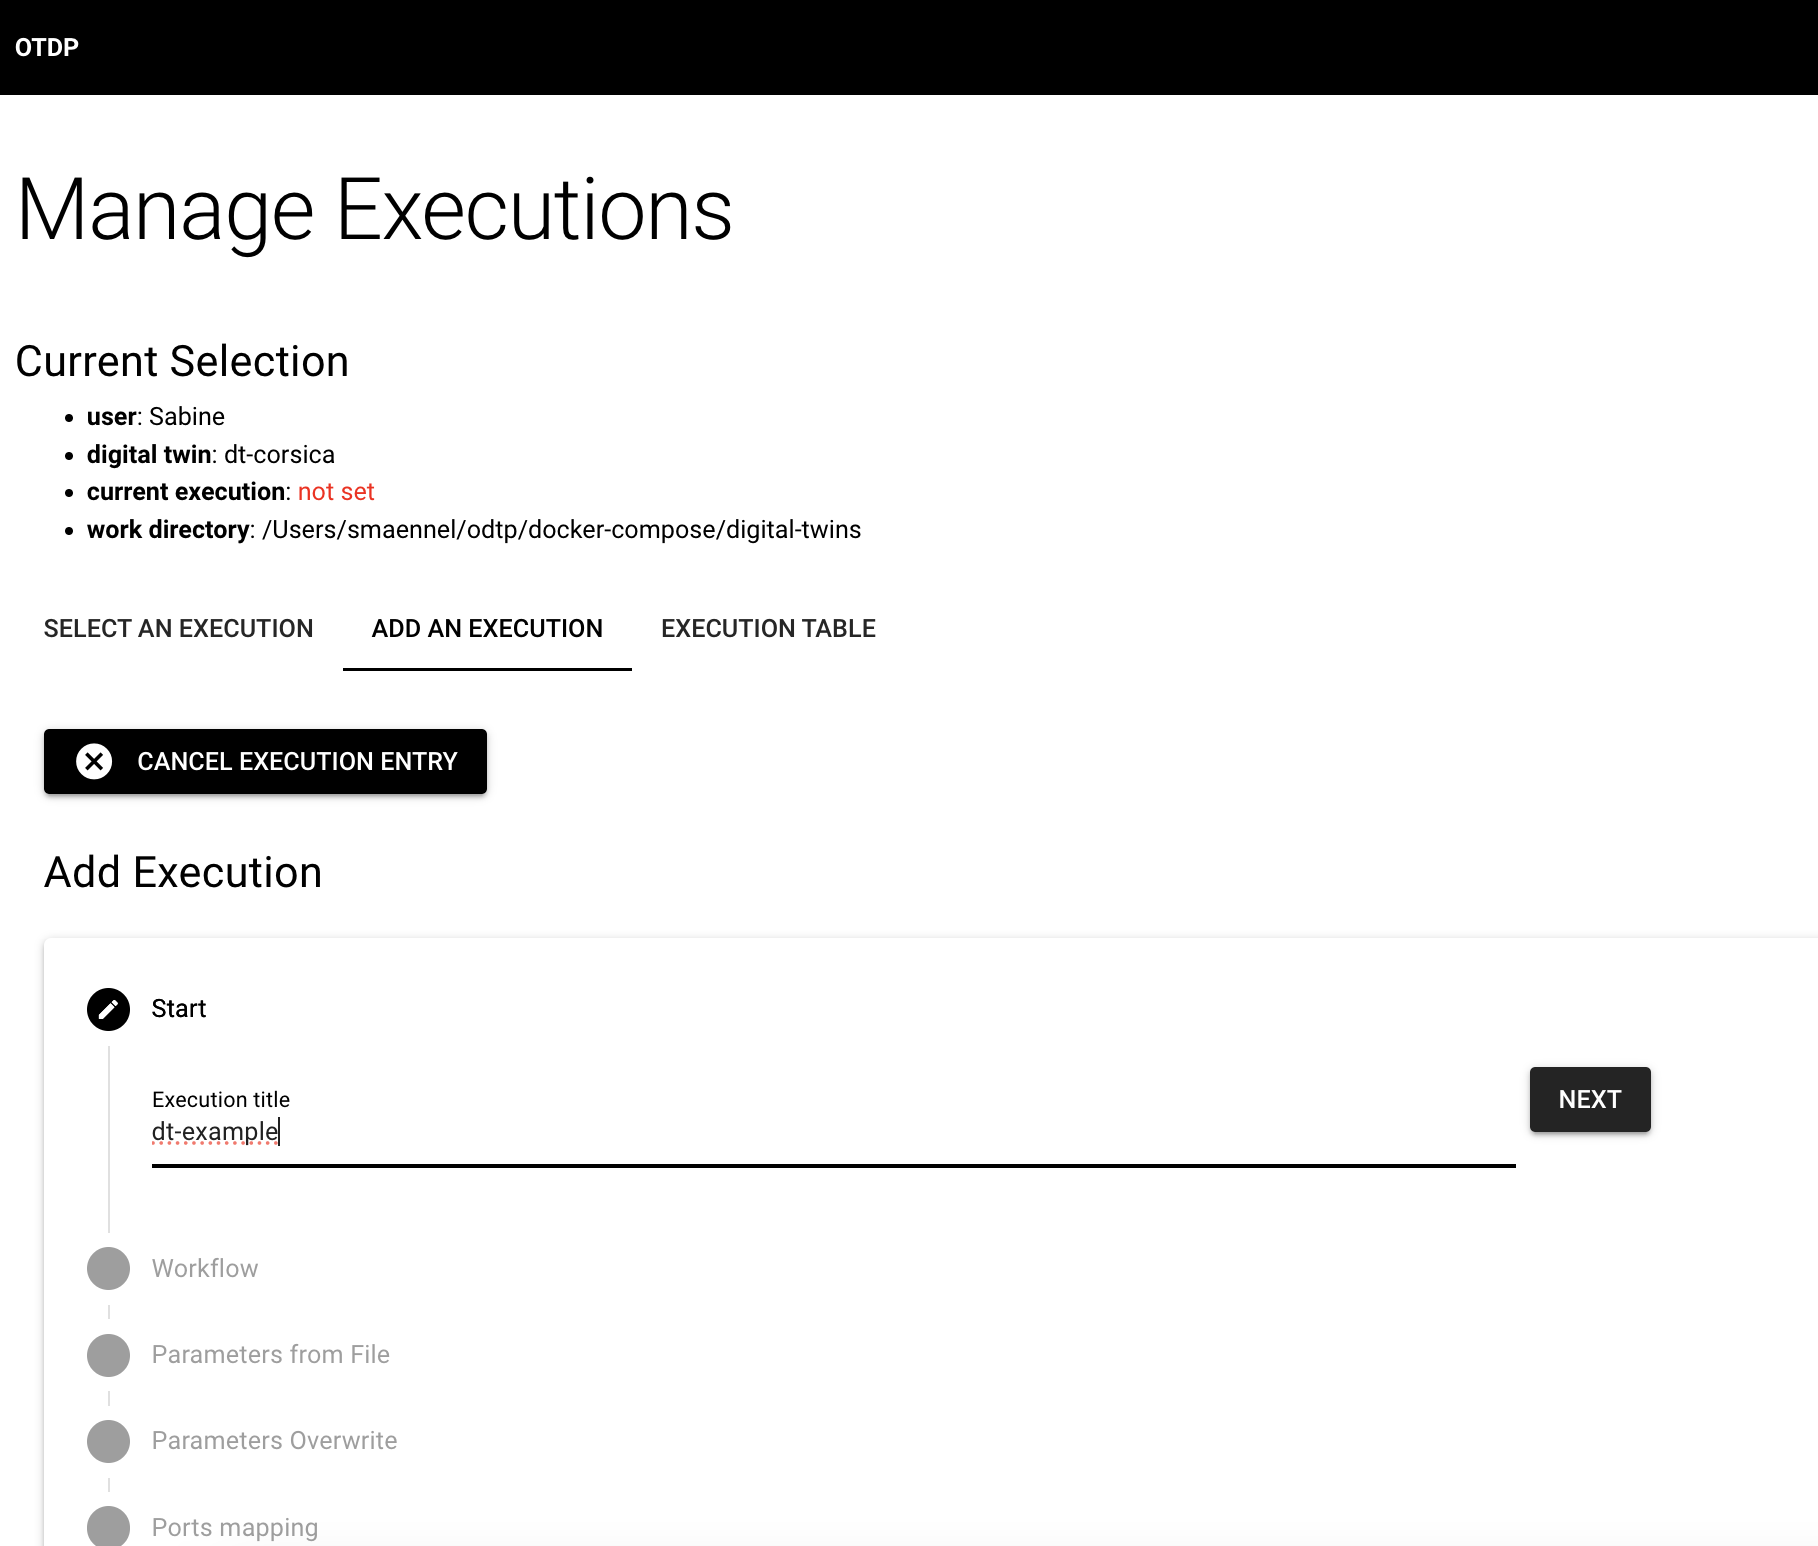 OTDP
Manage Executions
Current Selection
user: Sabine
digital twin: dt-corsica
current execution: not set
work directory: /Users/smaennel/odtp/docker-compose/digital-twins
SELECT AN EXECUTION ADD AN EXECUTION EXECUTION TABLE
CANCEL EXECUTION ENTRY
Add Execution
Start
Execution title
dt-example
NEXT
Workflow
Parameters from File
Parameters Overwrite
Ports mapping